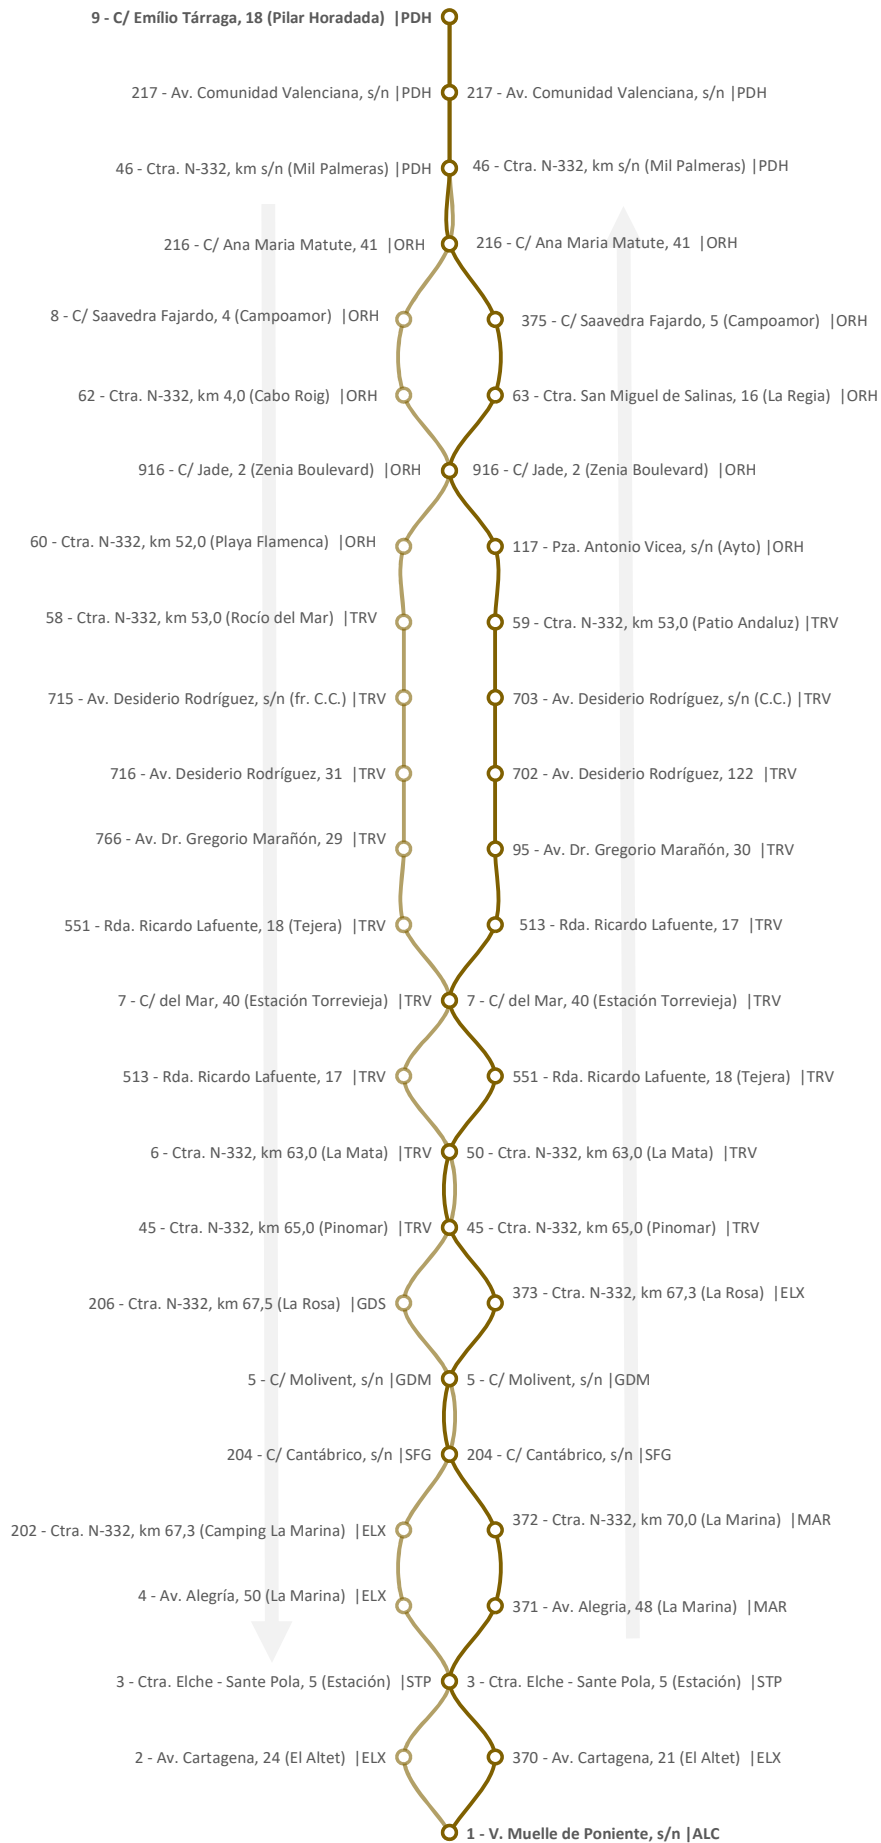 9 - C/ Emílio Tárraga, 18 (Pilar Horadada) |PDH
217 - Av. Comunidad Valenciana, s/n |PDH
217 - Av. Comunidad Valenciana, s/n |PDH
46 - Ctra. N-332, km s/n (Mil Palmeras) |PDH
46 - Ctra. N-332, km s/n (Mil Palmeras) |PDH
216 - C/ Ana Maria Matute, 41 |ORH
216 - C/ Ana Maria Matute, 41 |ORH
8 - C/ Saavedra Fajardo, 4 (Campoamor) |ORH
375 - C/ Saavedra Fajardo, 5 (Campoamor) |ORH
62 - Ctra. N-332, km 4,0 (Cabo Roig) |ORH
63 - Ctra. San Miguel de Salinas, 16 (La Regia) |ORH
916 - C/ Jade, 2 (Zenia Boulevard) |ORH
916 - C/ Jade, 2 (Zenia Boulevard) |ORH
60 - Ctra. N-332, km 52,0 (Playa Flamenca) |ORH
117 - Pza. Antonio Vicea, s/n (Ayto) |ORH
58 - Ctra. N-332, km 53,0 (Rocío del Mar) |TRV
59 - Ctra. N-332, km 53,0 (Patio Andaluz) |TRV
715 - Av. Desiderio Rodríguez, s/n (fr. C.C.) |TRV
703 - Av. Desiderio Rodríguez, s/n (C.C.) |TRV
716 - Av. Desiderio Rodríguez, 31 |TRV
702 - Av. Desiderio Rodríguez, 122 |TRV
766 - Av. Dr. Gregorio Marañón, 29 |TRV
95 - Av. Dr. Gregorio Marañón, 30 |TRV
551 - Rda. Ricardo Lafuente, 18 (Tejera) |TRV
513 - Rda. Ricardo Lafuente, 17 |TRV
7 - C/ del Mar, 40 (Estación Torrevieja) |TRV
7 - C/ del Mar, 40 (Estación Torrevieja) |TRV
513 - Rda. Ricardo Lafuente, 17 |TRV
551 - Rda. Ricardo Lafuente, 18 (Tejera) |TRV
6 - Ctra. N-332, km 63,0 (La Mata) |TRV
50 - Ctra. N-332, km 63,0 (La Mata) |TRV
45 - Ctra. N-332, km 65,0 (Pinomar) |TRV
45 - Ctra. N-332, km 65,0 (Pinomar) |TRV
206 - Ctra. N-332, km 67,5 (La Rosa) |GDS
373 - Ctra. N-332, km 67,3 (La Rosa) |ELX
5 - C/ Molivent, s/n |GDM
5 - C/ Molivent, s/n |GDM
204 - C/ Cantábrico, s/n |SFG
204 - C/ Cantábrico, s/n |SFG
202 - Ctra. N-332, km 67,3 (Camping La Marina) |ELX
372 - Ctra. N-332, km 70,0 (La Marina) |MAR
4 - Av. Alegría, 50 (La Marina) |ELX
371 - Av. Alegria, 48 (La Marina) |MAR
3 - Ctra. Elche - Sante Pola, 5 (Estación) |STP
3 - Ctra. Elche - Sante Pola, 5 (Estación) |STP
2 - Av. Cartagena, 24 (El Altet) |ELX
370 - Av. Cartagena, 21 (El Altet) |ELX
1 - V. Muelle de Poniente, s/n |ALC